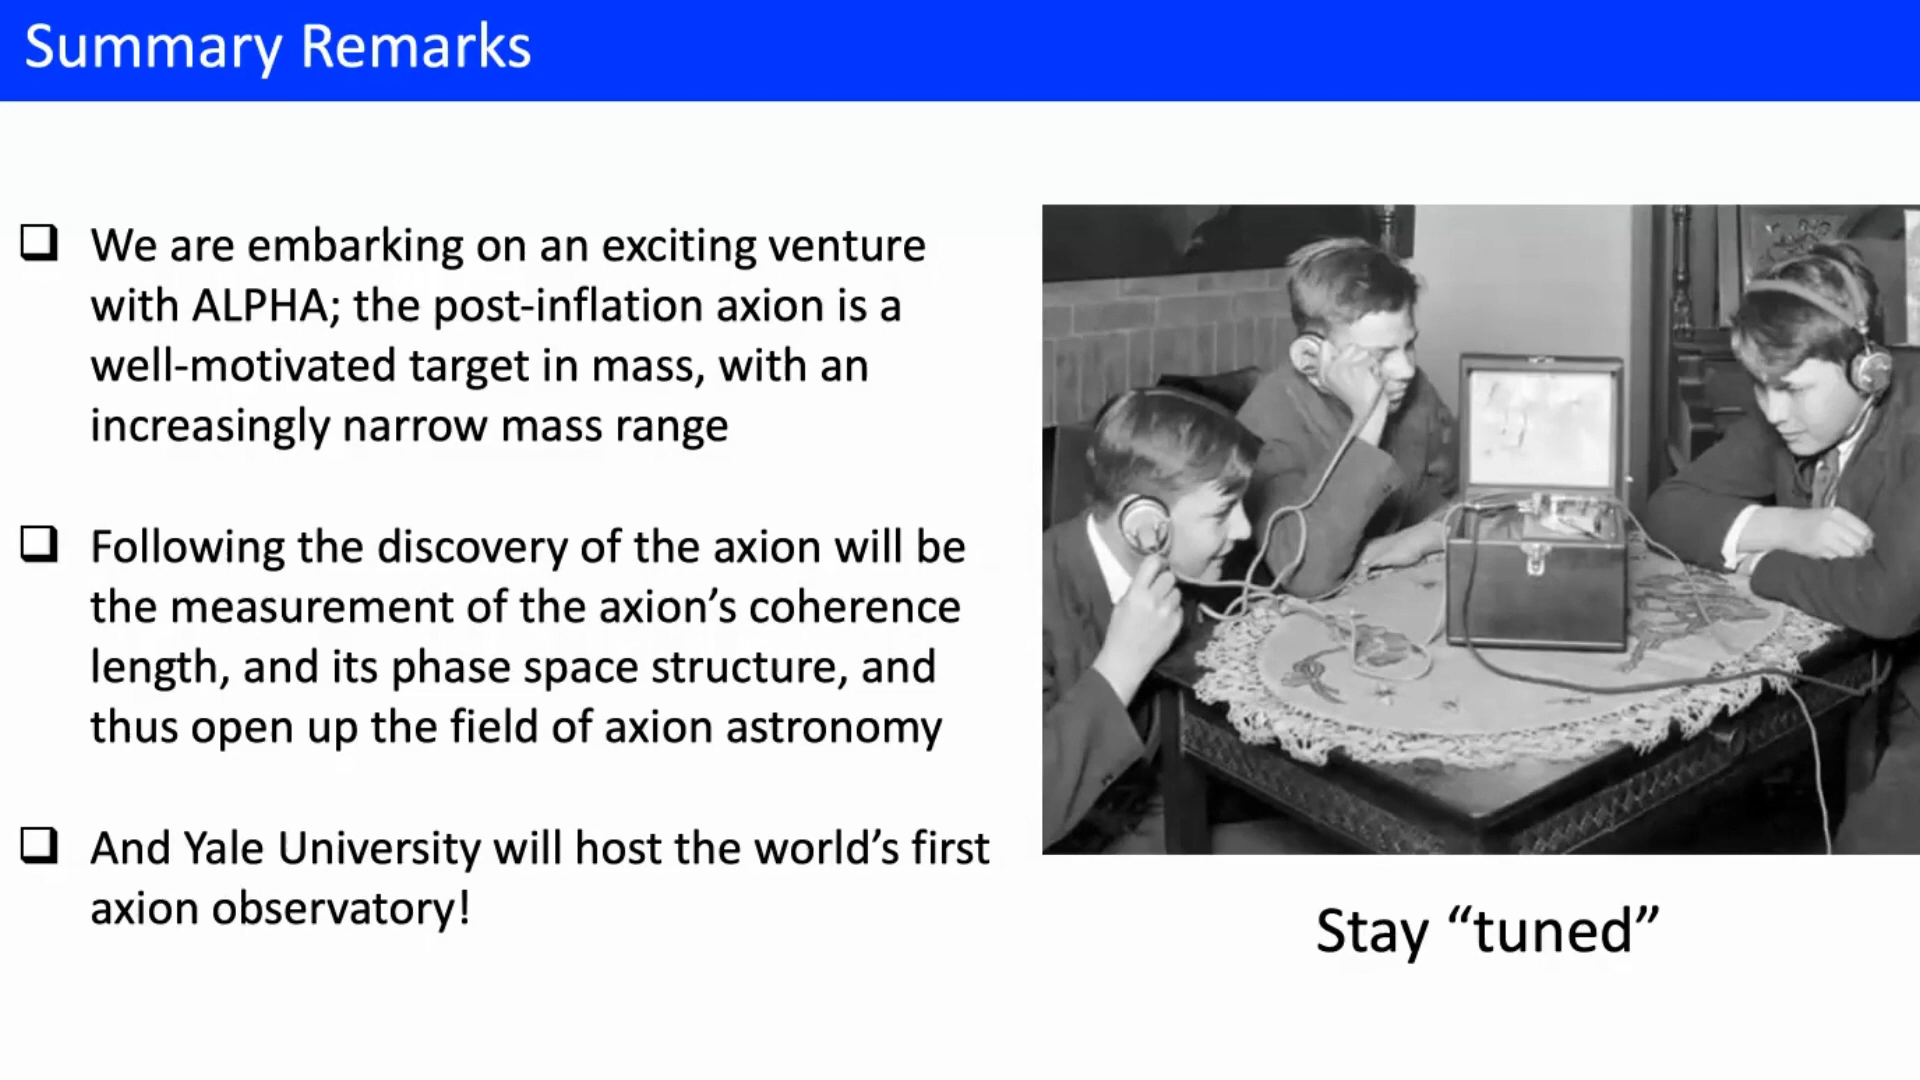 Summary Remarks
We are embarking on an exciting venture
with ALPHA; the post-inflation axion is a
well-motivated target in mass, with an
increasingly narrow mass range
Following the discovery of the axion will be
the measurement of the axion’s coherence
length, and its phase space structure, and
thus open up the field of axion astronomy
And Yale University will host the world’s first
axion observatory!
Stay “tuned”